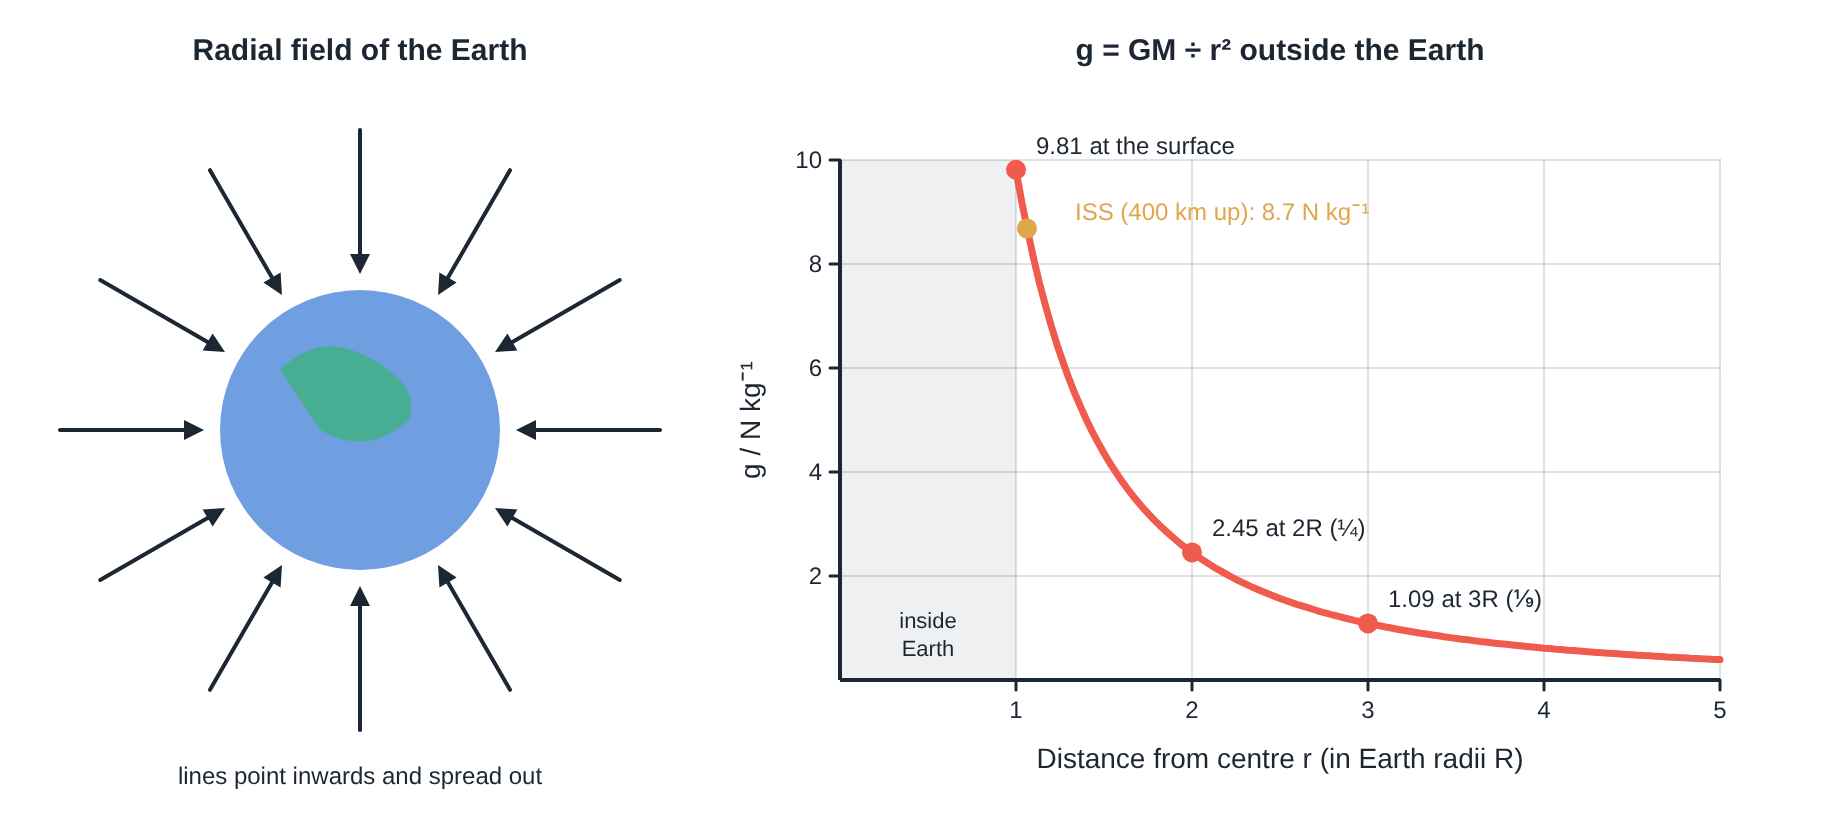 Radial field of the Earth
lines point inwards and spread out
g = GM ÷ r² outside the Earth
9.81 at the surface
ISS (400 km up): 8.7 N kg⁻¹
2.45 at 2R (¼)
1.09 at 3R (⅑)
inside
Earth
10
8
6
4
2
g / N kg⁻¹
1
2
3
4
5
Distance from centre r (in Earth radii R)